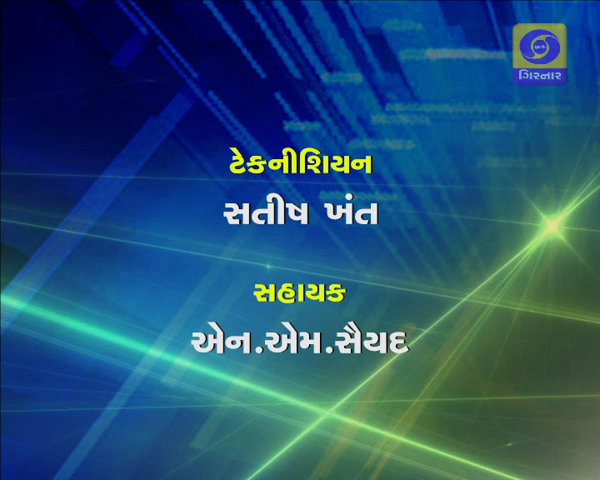 ગિરનાર
ટેકનીશિયન
સતીષ ખંત
સહાયક
એન.એમ.સૈયદ